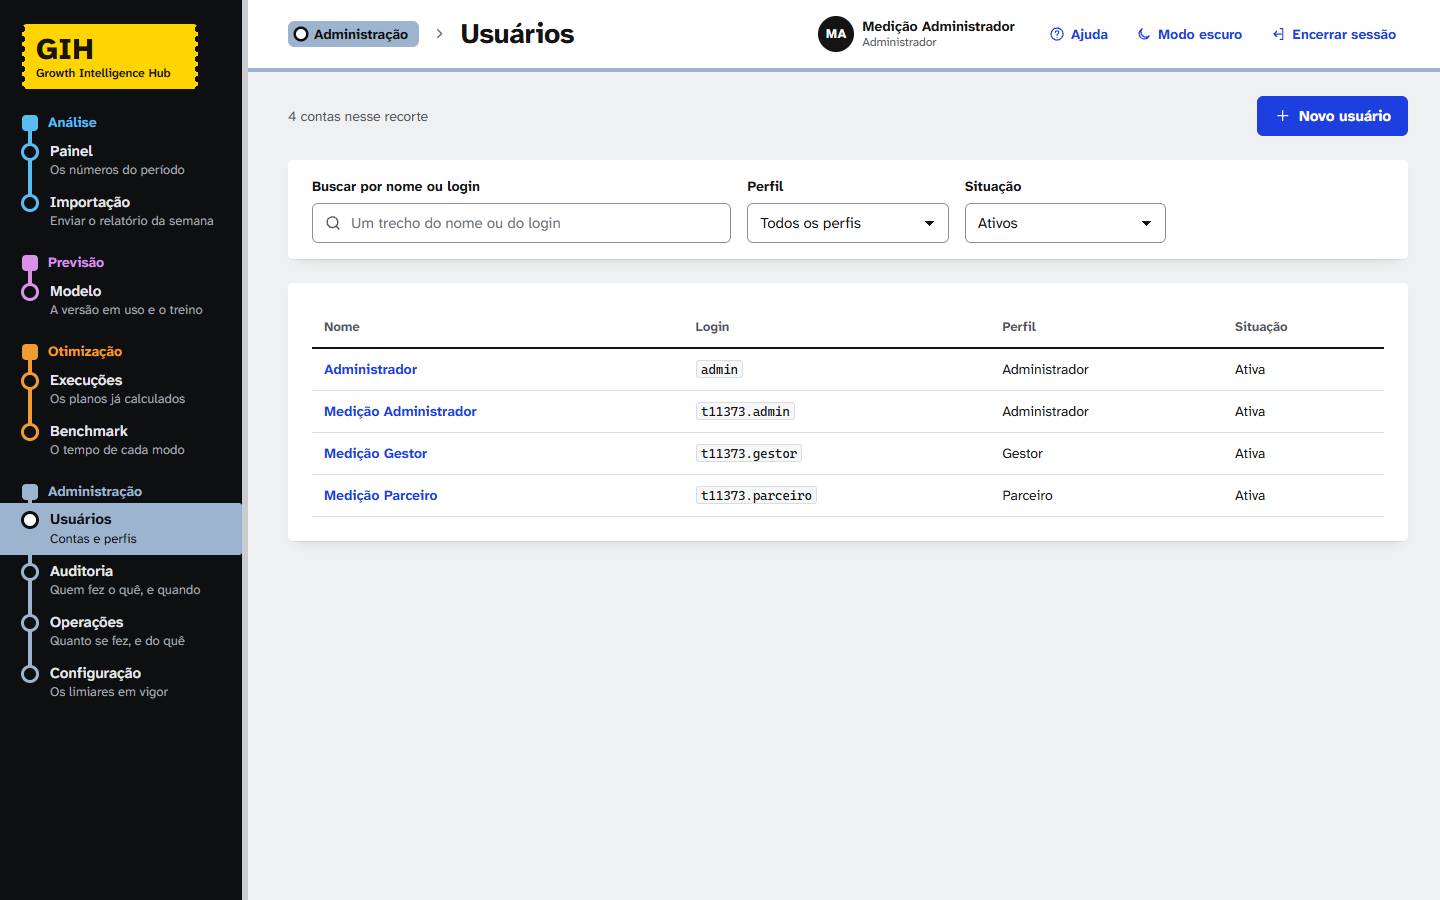 GIH
Growth Intelligence Hub
Análise
Painel
Os números do período
Importação
Enviar o relatório da semana
Previsão
Modelo
A versão em uso e o treino
Otimização
Execuções
Os planos já calculados
Benchmark
O tempo de cada modo
Administração
Usuários
Contas e perfis
Auditoria
Quem fez o quê, e quando
Operações
Quanto se fez, e do quê
Configuração
Os limiares em vigor
Administração
Usuários
MA
Medição Administrador
Administrador
Ajuda
Modo escuro
Encerrar sessão
4 contas nesse recorte
Novo usuário
Buscar por nome ou login
Perfil
Situação
Um trecho do nome ou do login
Todos os perfis
Ativos
Nome Login Perfil Situação
Administrador admin Administrador Ativa
Medição Administrador t11373.admin Administrador Ativa
Medição Gestor t11373.gestor Gestor Ativa
Medição Parceiro t11373.parceiro Parceiro Ativa